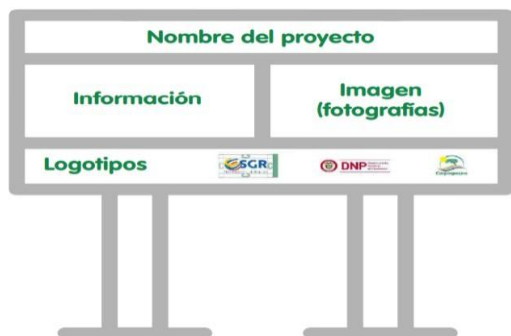 Nombre del proyecto
Información
Imagen
(fotografías)
Logotipos
SGR
DNP